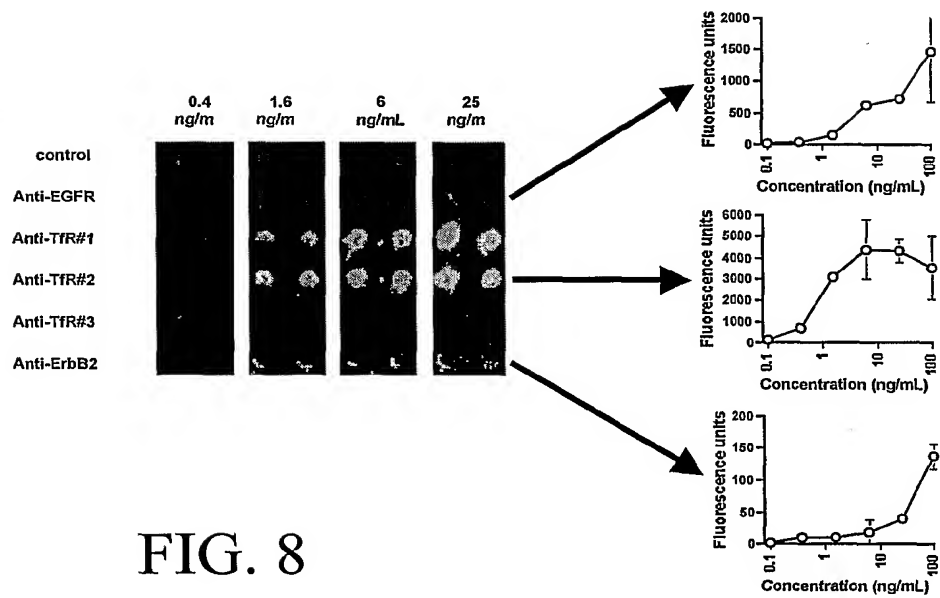 0.4 1.6 6 25
ng/m ng/m ng/mL ng/m
control
Anti-EGFR
Anti-TfR#1
Anti-TfR#2
Anti-TfR#3
Anti-ErbB2
Fluorescence units
2000
1500
1000
500
0
0.1 1 10 100
Concentration (ng/mL)
Fluorescence units
6000
5000
4000
3000
2000
1000
0
0.1 1 10 100
Concentration (ng/mL)
Fluorescence units
200
150
100
50
0
0.1 1 10 100
Concentration (ng/mL)
FIG. 8